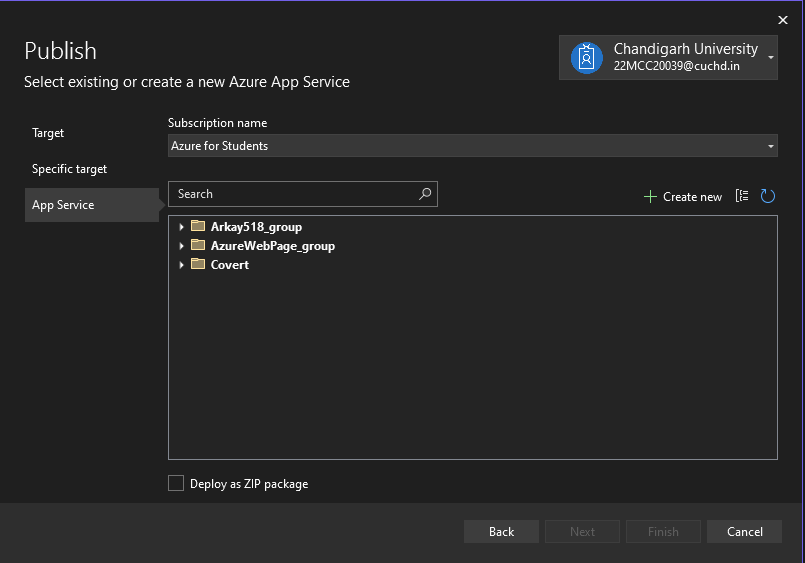 Publish
Select existing or create a new Azure App Service
Chandigarh University
22MCC20039@cuchd.in
Target
Specific target
App Service
Subscription name
Azure for Students
Search
Create new
Arkay518_group
AzureWebPage_group
Covert
Deploy as ZIP package
Back
Next
Finish
Cancel